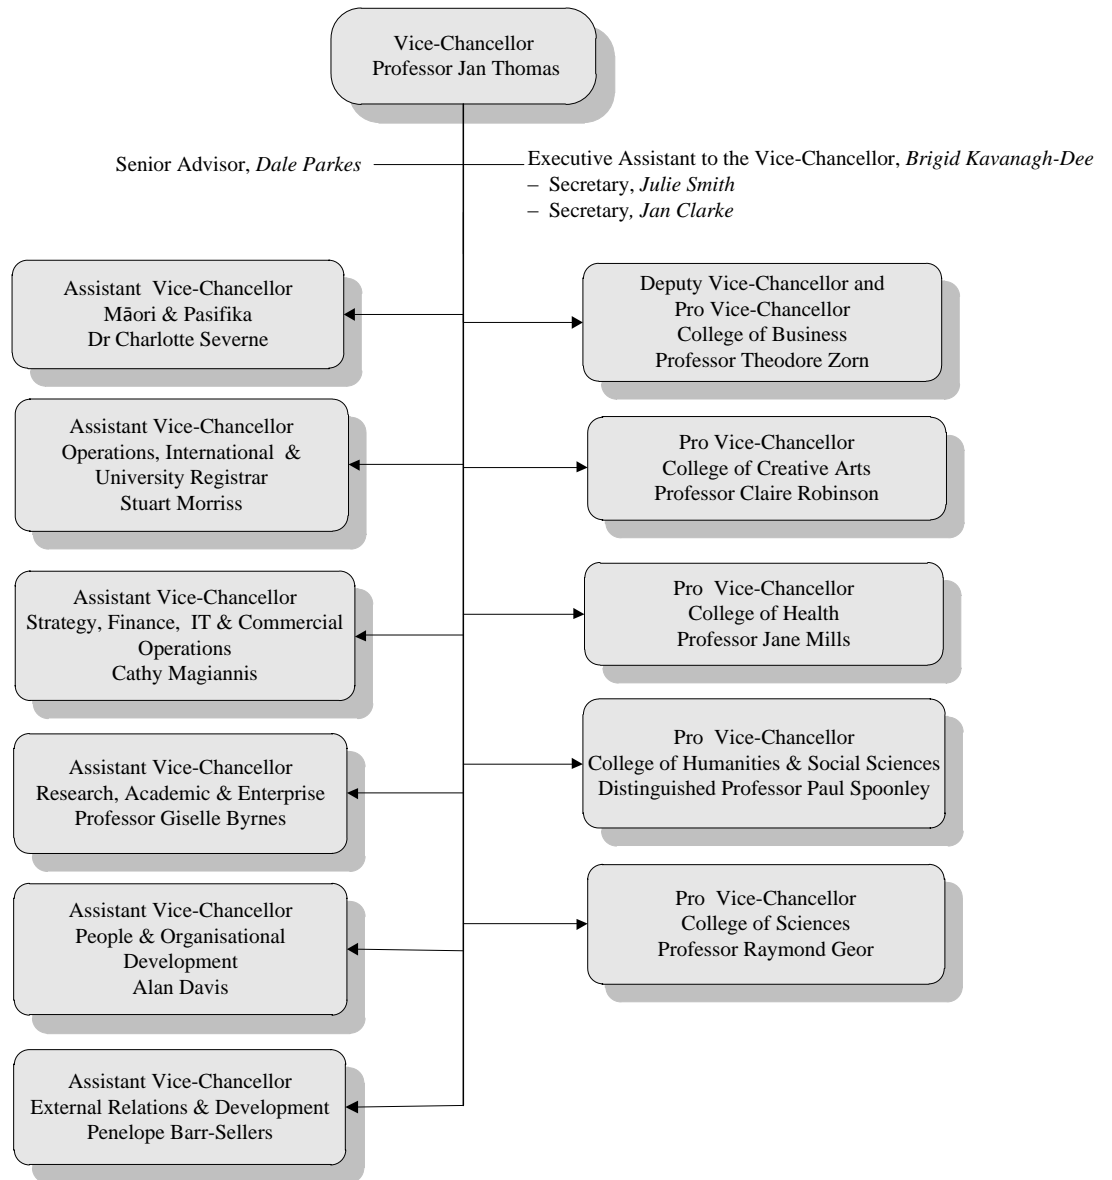 Vice-Chancellor
Professor Jan Thomas
Senior Advisor, Dale Parkes
Executive Assistant to the Vice-Chancellor, Brigid Kavanagh-Dee
– Secretary, Julie Smith
– Secretary, Jan Clarke
Assistant Vice-Chancellor
Māori & Pasifika
Dr Charlotte Severne
Deputy Vice-Chancellor and
Pro Vice-Chancellor
College of Business
Professor Theodore Zorn
Assistant Vice-Chancellor
Operations, International &
University Registrar
Stuart Morriss
Pro Vice-Chancellor
College of Creative Arts
Professor Claire Robinson
Assistant Vice-Chancellor
Strategy, Finance, IT & Commercial
Operations
Cathy Magiannis
Pro Vice-Chancellor
College of Health
Professor Jane Mills
Assistant Vice-Chancellor
Research, Academic & Enterprise
Professor Giselle Byrnes
Pro Vice-Chancellor
College of Humanities & Social Sciences
Distinguished Professor Paul Spoonley
Assistant Vice-Chancellor
People & Organisational
Development
Alan Davis
Pro Vice-Chancellor
College of Sciences
Professor Raymond Geor
Assistant Vice-Chancellor
External Relations & Development
Penelope Barr-Sellers